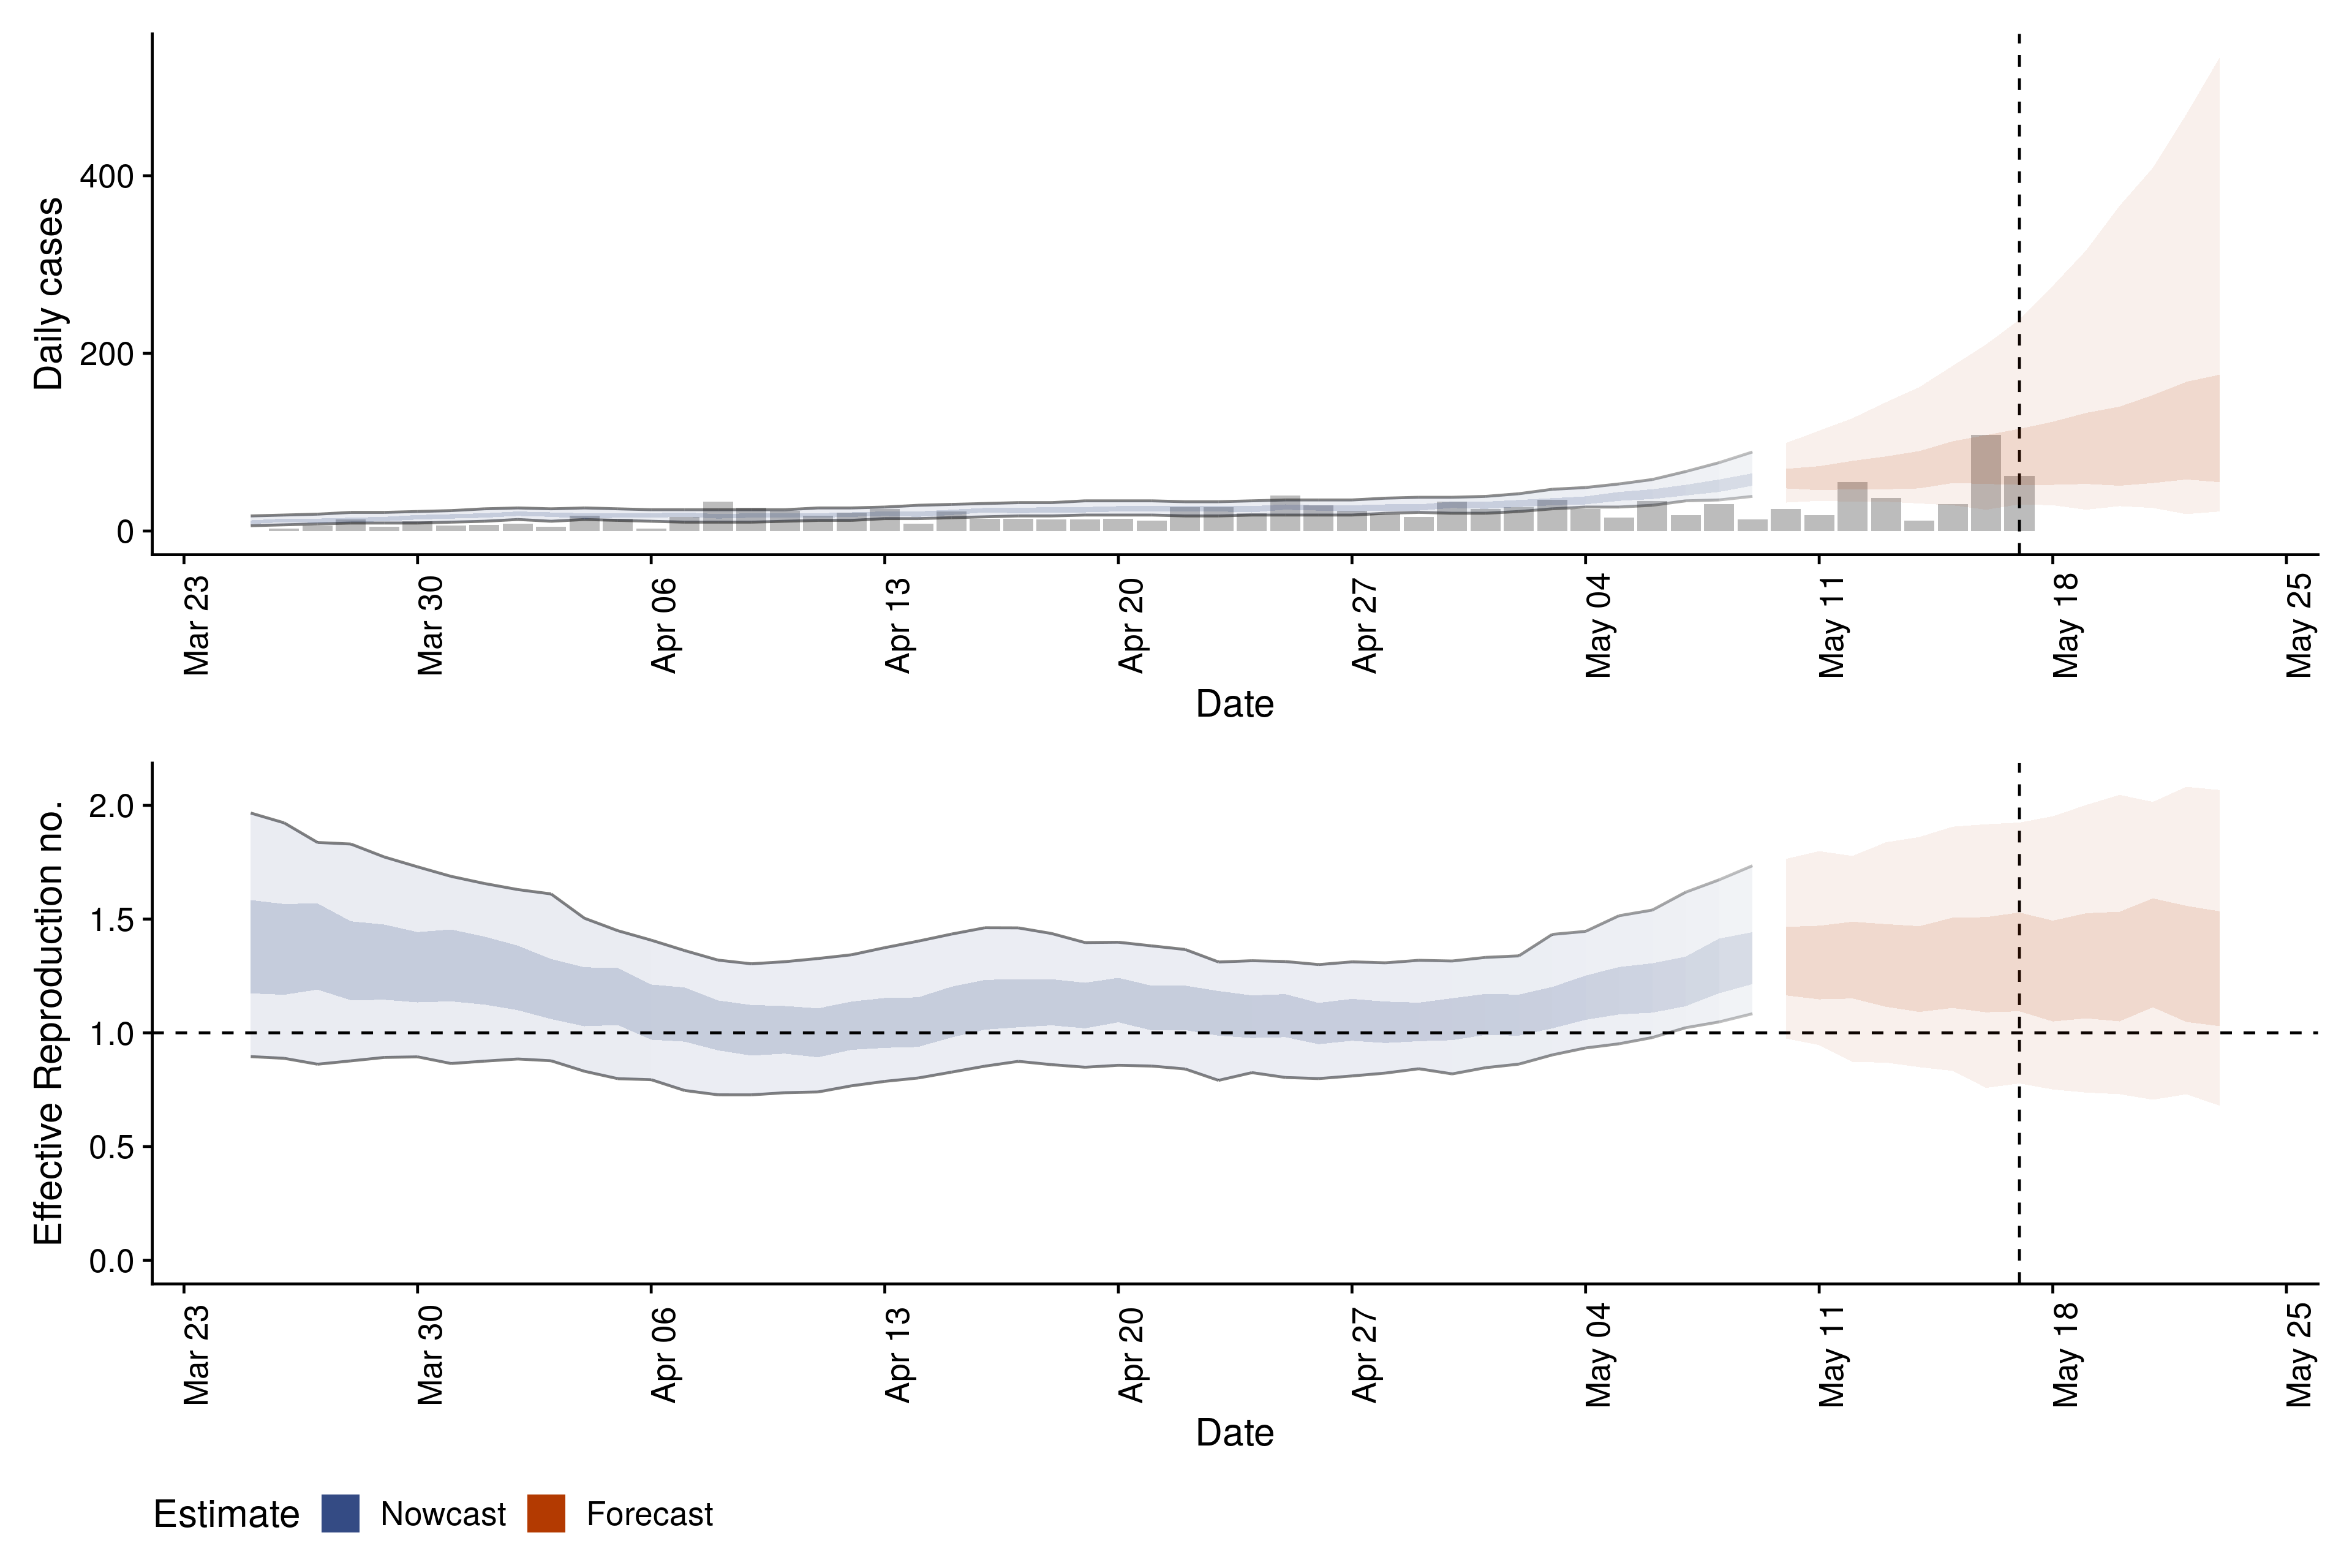 Daily cases
400
200
0
Mar 23
Mar 30
Apr 06
Apr 13
Apr 20
Apr 27
May 04
May 11
May 18
May 25
Date
Effective Reproduction no.
2.0
1.5
1.0
0.5
0.0
Mar 23
Mar 30
Apr 06
Apr 13
Apr 20
Apr 27
May 04
May 11
May 18
May 25
Date
Estimate Nowcast Forecast